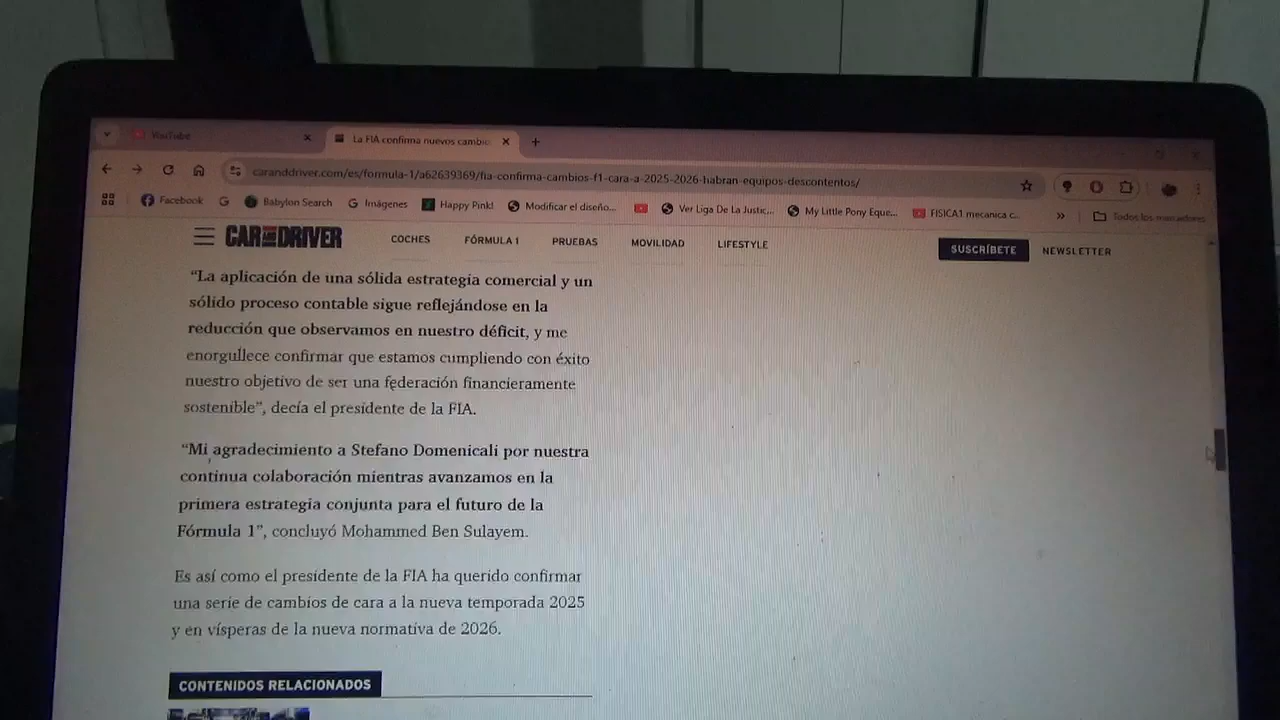 YouTube
La FIA confirma nuevos cambio
caranddriver.com/es/formula-1/a62639369/fia-confirma-cambios-f1-cara-a-2025-2026-habran-equipos-descontentos/
Facebook
Babylon Search
Imágenes
Happy Pink!
Modificar el diseño...
Ver Liga De La Justic...
My Little Pony Eque...
FISICA1 mecanica c...
Todos los marcadores
CAR AND DRIVER
COCHES
FÓRMULA 1
PRUEBAS
MOVILIDAD
LIFESTYLE
SUSCRÍBETE
NEWSLETTER
“La aplicación de una sólida estrategia comercial y un
sólido proceso contable sigue reflejándose en la
reducción que observamos en nuestro déficit, y me
enorgullece confirmar que estamos cumpliendo con éxito
nuestro objetivo de ser una federación financieramente
sostenible”, decía el presidente de la FIA.
“Mi agradecimiento a Stefano Domenicali por nuestra
continua colaboración mientras avanzamos en la
primera estrategia conjunta para el futuro de la
Fórmula 1”, concluyó Mohammed Ben Sulayem.
Es así como el presidente de la FIA ha querido confirmar
una serie de cambios de cara a la nueva temporada 2025
y en vísperas de la nueva normativa de 2026.
CONTENIDOS RELACIONADOS